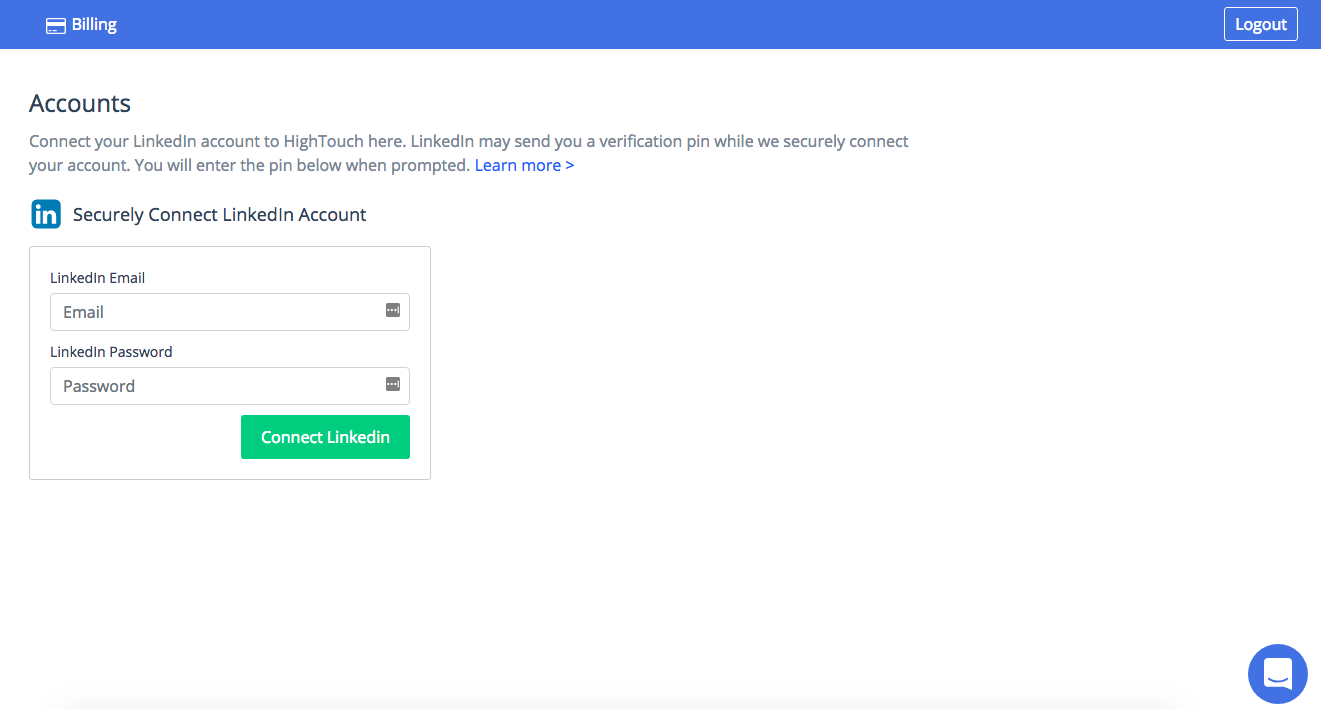 Billing
Logout
Accounts
Connect your LinkedIn account to HighTouch here. LinkedIn may send you a verification pin while we securely connect
your account. You will enter the pin below when prompted. Learn more >
in Securely Connect LinkedIn Account
LinkedIn Email
Email
LinkedIn Password
Password
Connect Linkedin